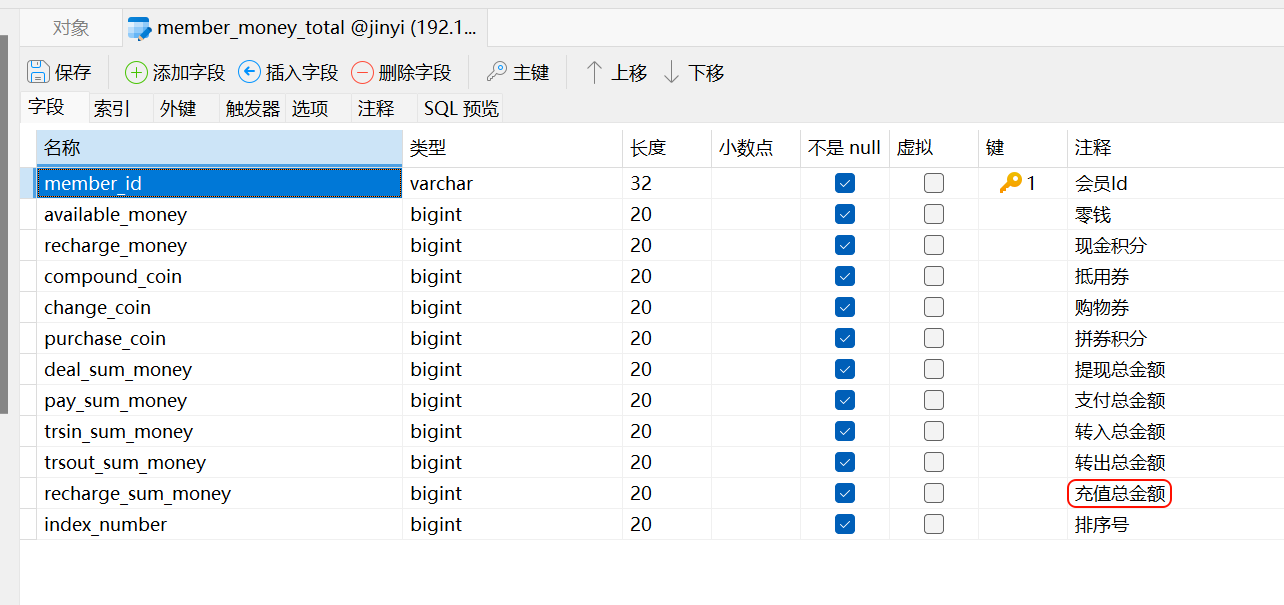 对象 member_money_total @jinyi (192.1...
保存 添加字段 插入字段 删除字段 主键 上移 下移
字段 索引 外键 触发器 选项 注释 SQL 预览
名称 类型 长度 小数点 不是 null 虚拟 键 注释
member_id varchar 32 1 会员Id
available_money bigint 20 零钱
recharge_money bigint 20 现金积分
compound_coin bigint 20 抵用券
change_coin bigint 20 购物券
purchase_coin bigint 20 拼券积分
deal_sum_money bigint 20 提现总金额
pay_sum_money bigint 20 支付总金额
trsin_sum_money bigint 20 转入总金额
trsout_sum_money bigint 20 转出总金额
recharge_sum_money bigint 20 充值总金额
index_number bigint 20 排序号